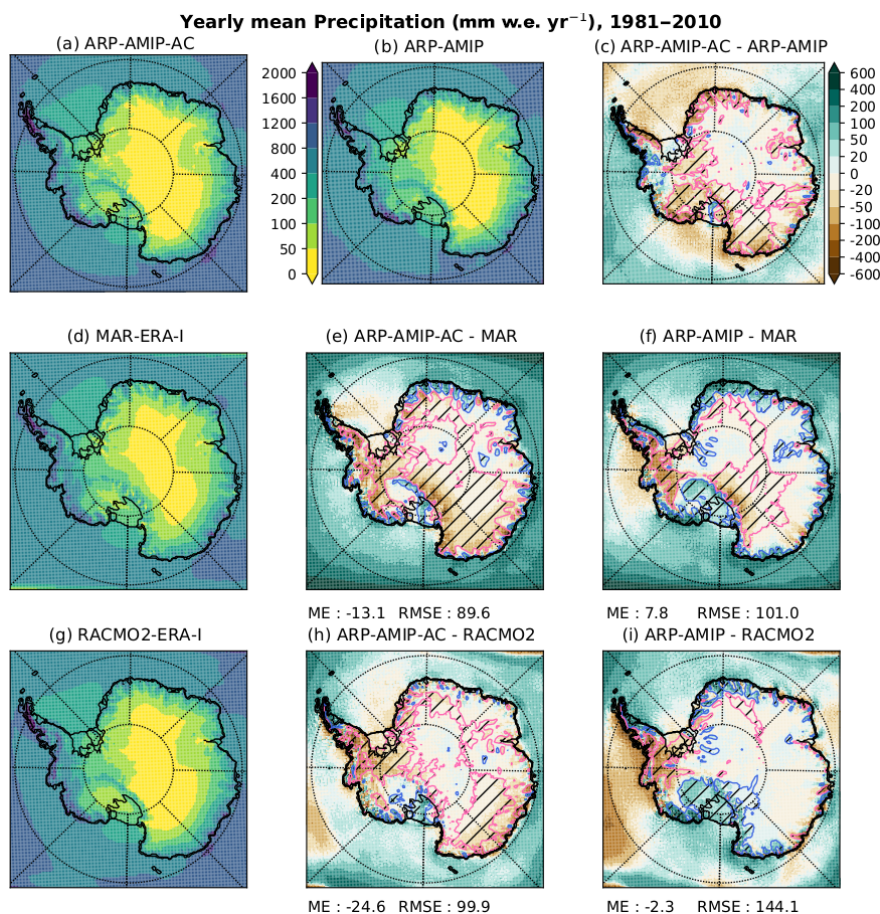 Yearly mean Precipitation (mm w.e. yr⁻¹), 1981–2010
(a) ARP-AMIP-AC
(b) ARP-AMIP
(c) ARP-AMIP-AC - ARP-AMIP
2000
1600
1200
800
400
200
100
50
0
600
400
200
100
50
20
0
-20
-50
-100
-200
-400
-600
(d) MAR-ERA-I
(e) ARP-AMIP-AC - MAR
(f) ARP-AMIP - MAR
ME : -13.1 RMSE : 89.6
ME : 7.8 RMSE : 101.0
(g) RACMO2-ERA-I
(h) ARP-AMIP-AC - RACMO2
(i) ARP-AMIP - RACMO2
ME : -24.6 RMSE : 99.9
ME : -2.3 RMSE : 144.1